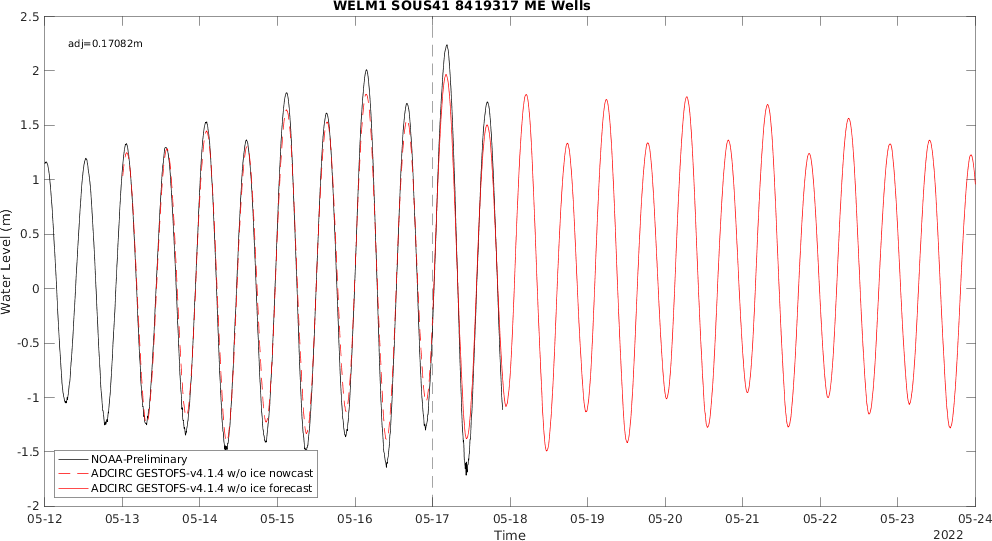 WELM1 SOUS41 8419317 ME Wells
adj=0.17082m
2.5
2
1.5
1
0.5
0
-0.5
-1
-1.5
-2
Water Level (m)
NOAA-Preliminary
ADCIRC GESTOFS-v4.1.4 w/o ice nowcast
ADCIRC GESTOFS-v4.1.4 w/o ice forecast
05-12 05-13 05-14 05-15 05-16 05-17 05-18 05-19 05-20 05-21 05-22 05-23 05-24
Time
2022